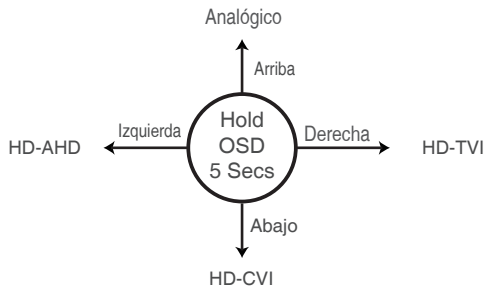 Analógico
Arriba
HD-AHD
Izquierda
Hold
OSD
5 Secs
Derecha
HD-TVI
Abajo
HD-CVI